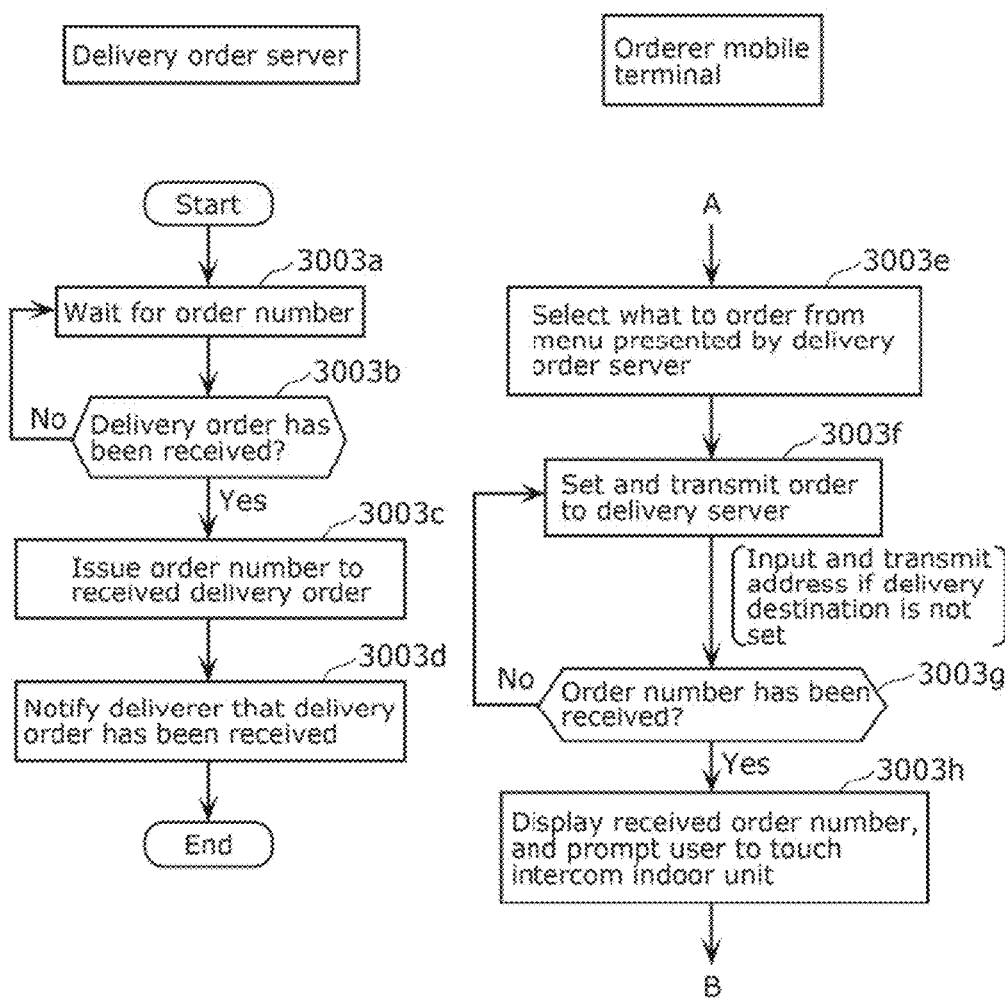 Delivery order server
Start
3003a
Wait for order number
3003b
No
Delivery order has
been received?
Yes
3003c
Issue order number to
received delivery order
3003d
Notify deliverer that delivery
order has been received
End
Orderer mobile
terminal
A
3003e
Select what to order from
menu presented by delivery
order server
3003f
Set and transmit order
to delivery server
Input and transmit
address if delivery
destination is not
set
No
3003g
Order number has been
received?
Yes
3003h
Display received order number,
and prompt user to touch
intercom indoor unit
B